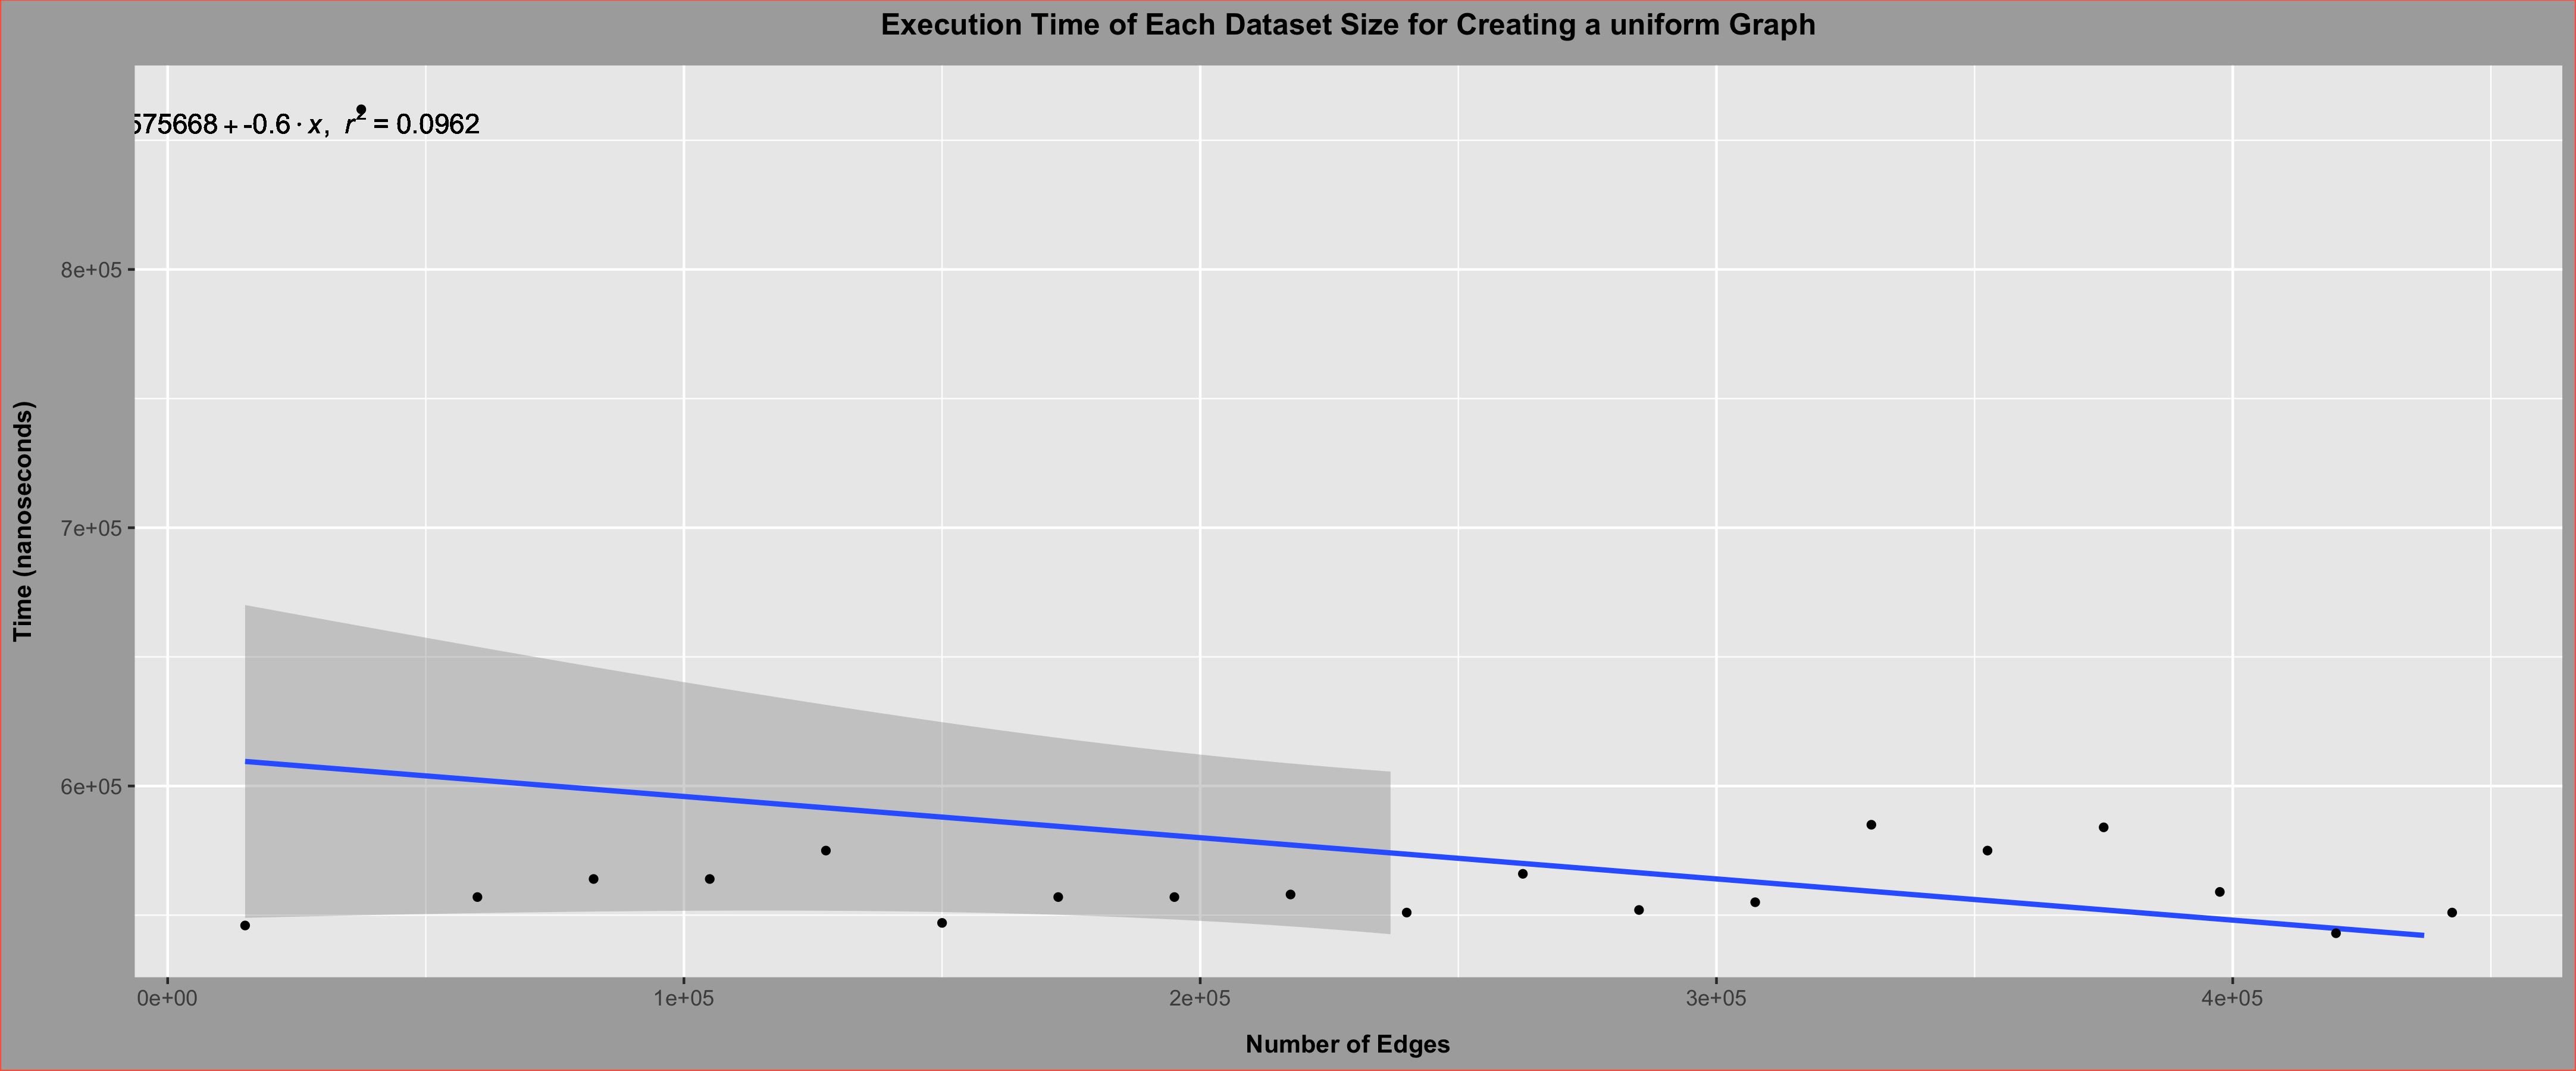 Execution Time of Each Dataset Size for Creating a uniform Graph
575668 + -0.6 · x, r² = 0.0962
8e+05
7e+05
6e+05
Time (nanoseconds)
0e+00 1e+05 2e+05 3e+05 4e+05
Number of Edges